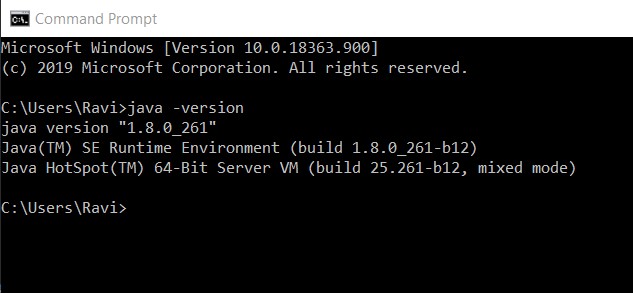 Command Prompt
Microsoft Windows [Version 10.0.18363.900]
(c) 2019 Microsoft Corporation. All rights reserved.
C:\Users\Ravi>java -version
java version "1.8.0_261"
Java(TM) SE Runtime Environment (build 1.8.0_261-b12)
Java HotSpot(TM) 64-Bit Server VM (build 25.261-b12, mixed mode)
C:\Users\Ravi>